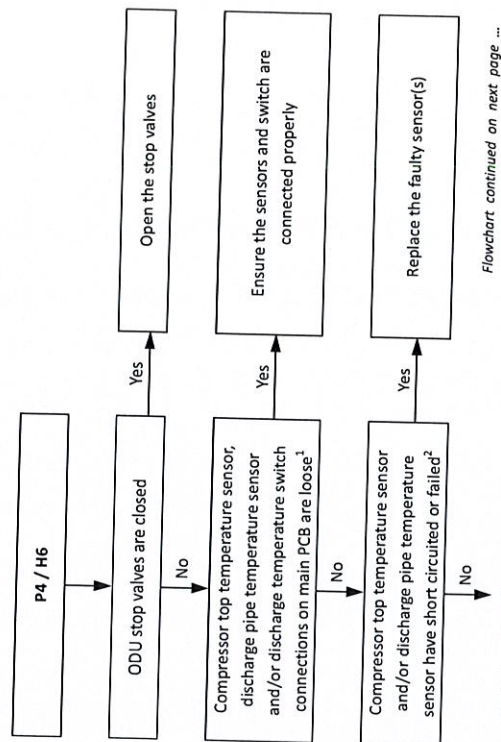 P4 / H6
ODU stop valves are closed
Yes
Open the stop valves
No
Compressor top temperature sensor,
discharge pipe temperature sensor
and/or discharge temperature switch
connections on main PCB are loose¹
Yes
Ensure the sensors and switch are
connected properly
No
Compressor top temperature sensor
and/or discharge pipe temperature
sensor have short circuited or failed²
Yes
Replace the faulty sensor(s)
No
Flowchart continued on next page ...